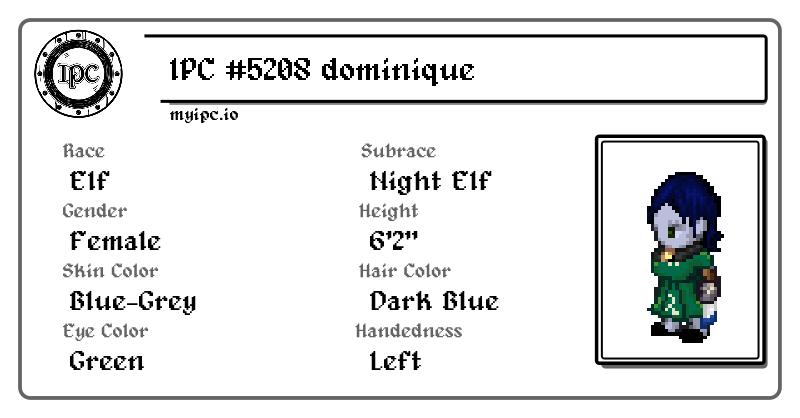 IPC
IPC #5208 dominique
myipc.io
Race
Elf
Subrace
Night Elf
Gender
Female
Height
6'2"
Skin Color
Blue-Grey
Hair Color
Dark Blue
Eye Color
Green
Handedness
Left